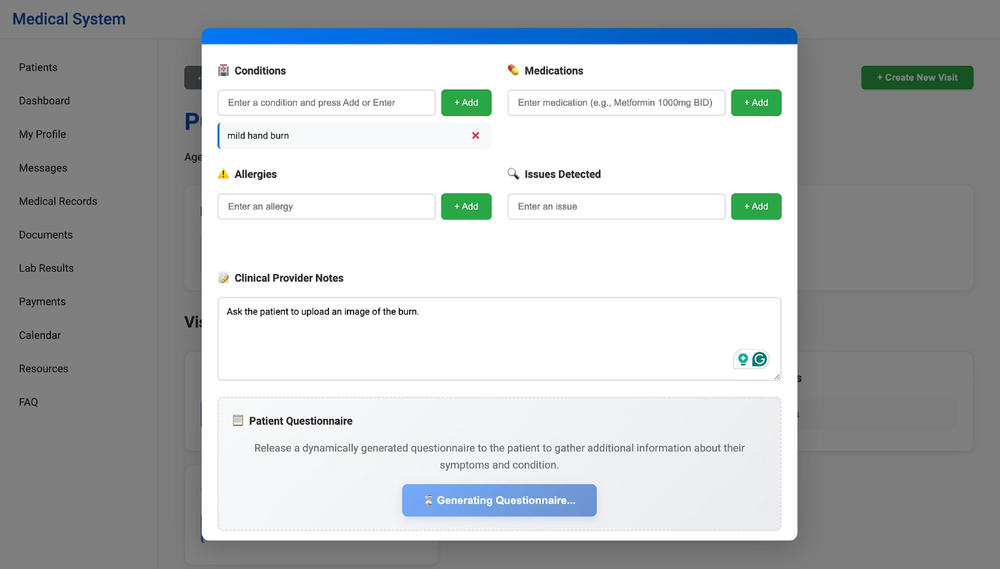 Medical System
Patients
Dashboard
My Profile
Messages
Medical Records
Documents
Lab Results
Payments
Calendar
Resources
FAQ
+ Create New Visit
Conditions
Enter a condition and press Add or Enter
+ Add
mild hand burn
Medications
Enter medication (e.g., Metformin 1000mg BID)
+ Add
Allergies
Enter an allergy
+ Add
Issues Detected
Enter an issue
+ Add
Clinical Provider Notes
Ask the patient to upload an image of the burn.
Patient Questionnaire
Release a dynamically generated questionnaire to the patient to gather additional information about their
symptoms and condition.
Generating Questionnaire...
Age